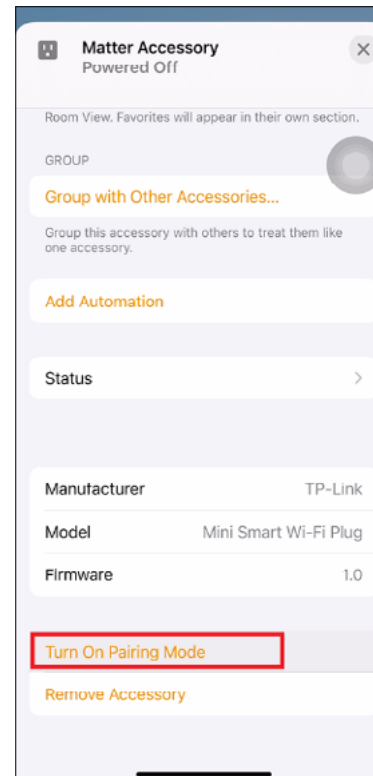 Matter Accessory
Powered Off
Room View. Favorites will appear in their own section.
GROUP
Group with Other Accessories...
Group this accessory with others to treat them like
one accessory.
Add Automation
Status
Manufacturer TP-Link
Model Mini Smart Wi-Fi Plug
Firmware 1.0
Turn On Pairing Mode
Remove Accessory